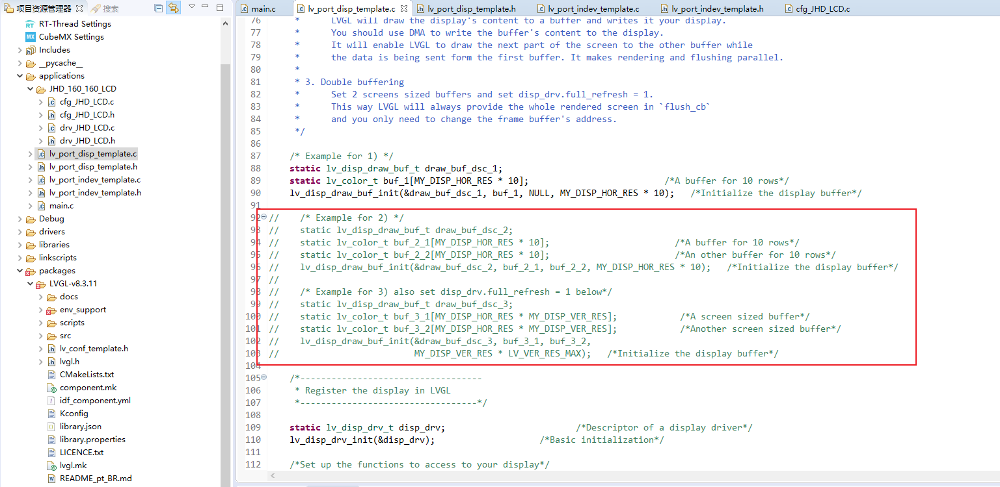 项目资源管理器
搜索
RT-Thread Settings
CubeMX Settings
Includes
__pycache__
applications
JHD_160_160_LCD
cfg_JHD_LCD.c
cfg_JHD_LCD.h
drv_JHD_LCD.c
drv_JHD_LCD.h
lv_port_disp_template.c
lv_port_disp_template.h
lv_port_indev_template.c
lv_port_indev_template.h
main.c
Debug
drivers
libraries
linkscripts
packages
LVGL-v8.3.11
docs
env_support
scripts
src
lv_conf_template.h
lvgl.h
CMakeLists.txt
component.mk
idf_component.yml
Kconfig
library.json
library.properties
LICENCE.txt
lvgl.mk
README_pt_BR.md
main.c lv_port_disp_template.c lv_port_disp_template.h lv_port_indev_template.c lv_port_indev_template.h cfg_JHD_LCD.c
76 * LVGL will draw the display's content to a buffer and writes it your display.
77 * You should use DMA to write the buffer's content to the display.
78 * It will enable LVGL to draw the next part of the screen to the other buffer while
79 * the data is being sent form the first buffer. It makes rendering and flushing parallel.
80 *
81 * 3. Double buffering
82 * Set 2 screens sized buffers and set disp_drv.full_refresh = 1.
83 * This way LVGL will always provide the whole rendered screen in `flush_cb`
84 * and you only need to change the frame buffer's address.
85 */
86
87 /* Example for 1) */
88 static lv_disp_draw_buf_t draw_buf_dsc_1;
89 static lv_color_t buf_1[MY_DISP_HOR_RES * 10]; /*A buffer for 10 rows*/
90 lv_disp_draw_buf_init(&draw_buf_dsc_1, buf_1, NULL, MY_DISP_HOR_RES * 10); /*Initialize the display buffer*/
91
92 // /* Example for 2) */
93 // static lv_disp_draw_buf_t draw_buf_dsc_2;
94 // static lv_color_t buf_2_1[MY_DISP_HOR_RES * 10]; /*A buffer for 10 rows*/
95 // static lv_color_t buf_2_2[MY_DISP_HOR_RES * 10]; /*An other buffer for 10 rows*/
96 // lv_disp_draw_buf_init(&draw_buf_dsc_2, buf_2_1, buf_2_2, MY_DISP_HOR_RES * 10); /*Initialize the display buffer*/
97 //
98 // /* Example for 3) also set disp_drv.full_refresh = 1 below*/
99 // static lv_disp_draw_buf_t draw_buf_dsc_3;
100 // static lv_color_t buf_3_1[MY_DISP_HOR_RES * MY_DISP_VER_RES]; /*A screen sized buffer*/
101 // static lv_color_t buf_3_2[MY_DISP_HOR_RES * MY_DISP_VER_RES]; /*Another screen sized buffer*/
102 // lv_disp_draw_buf_init(&draw_buf_dsc_3, buf_3_1, buf_3_2,
103 // MY_DISP_VER_RES * LV_VER_RES_MAX); /*Initialize the display buffer*/
104
105 /*-----------------------------------
106 * Register the display in LVGL
107 *----------------------------------*/
108
109 static lv_disp_drv_t disp_drv; /*Descriptor of a display driver*/
110 lv_disp_drv_init(&disp_drv); /*Basic initialization*/
111
112 /*Set up the functions to access to your display*/